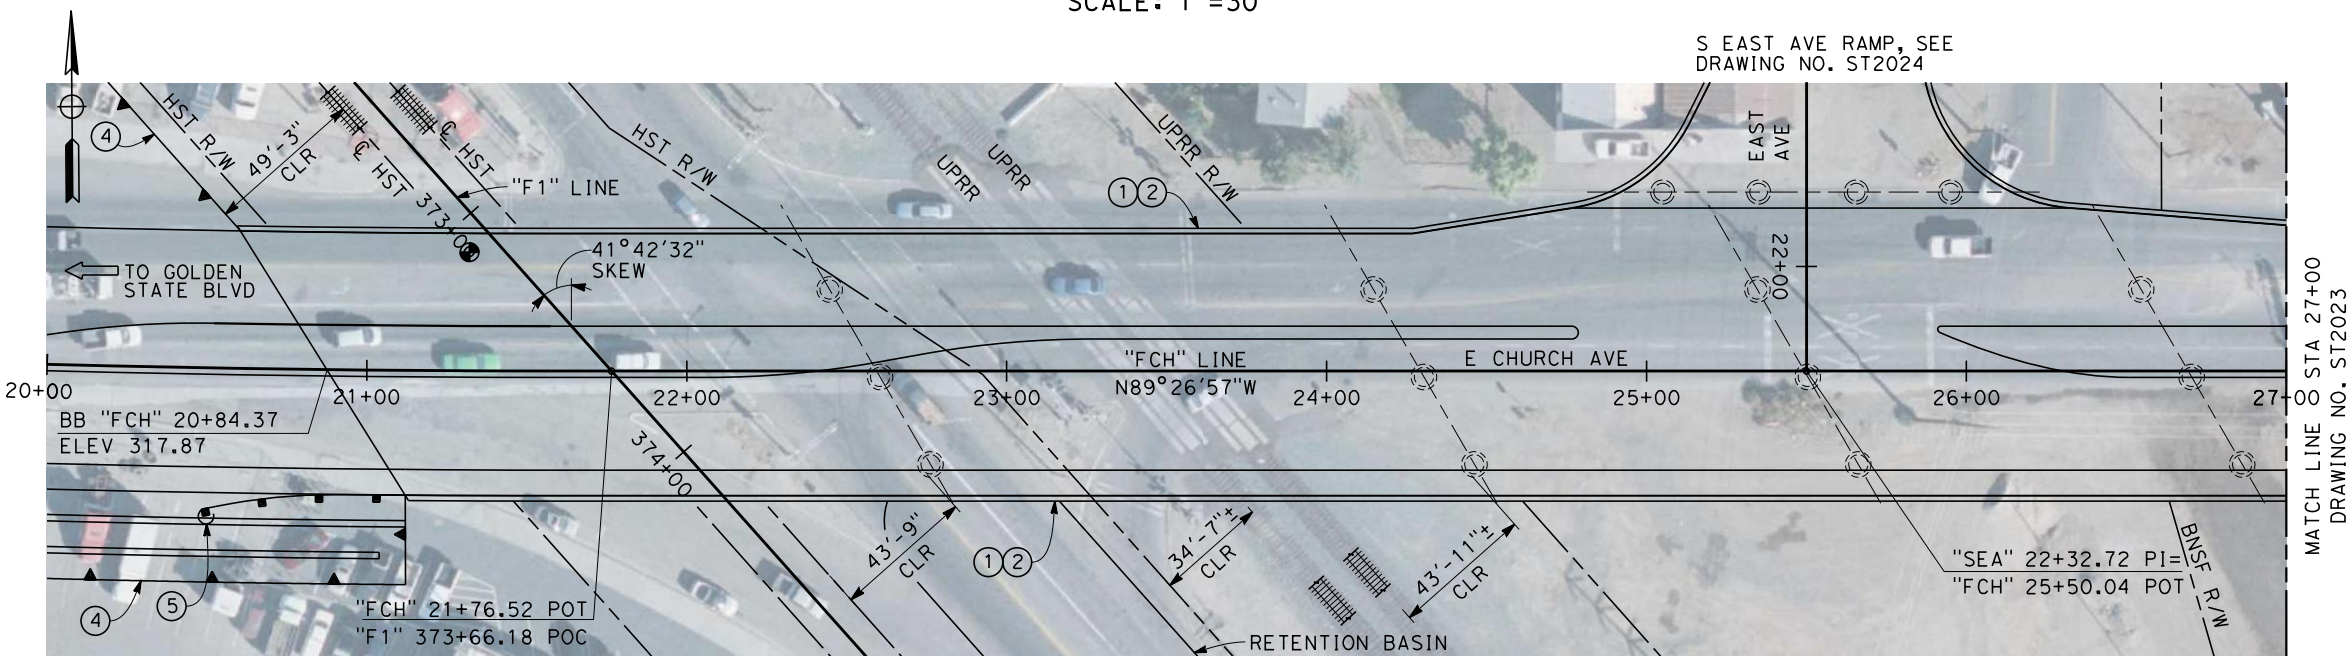 SCALE: 1"=30'
S EAST AVE RAMP, SEE
DRAWING NO. ST2024
4
HST R/W
49'-3"
CLR
℄ HST
℄ HST
373+00
"F1" LINE
HST R/W
UPRR
UPRR
UPRR R/W
1 2
EAST
AVE
22+00
41°42'32"
SKEW
TO GOLDEN
STATE BLVD
"FCH" LINE
N89°26'57"W
E CHURCH AVE
20+00
21+00
22+00
23+00
24+00
25+00
26+00
27+00
MATCH LINE STA 27+00
DRAWING NO. ST2023
BB "FCH" 20+84.37
ELEV 317.87
374+00
43'-9"
CLR
1 2
34'-7"±
CLR
43'-11"±
CLR
BNSF R/W
"SEA" 22+32.72 PI=
"FCH" 25+50.04 POT
4
5
"FCH" 21+76.52 POT
"F1" 373+66.18 POC
RETENTION BASIN